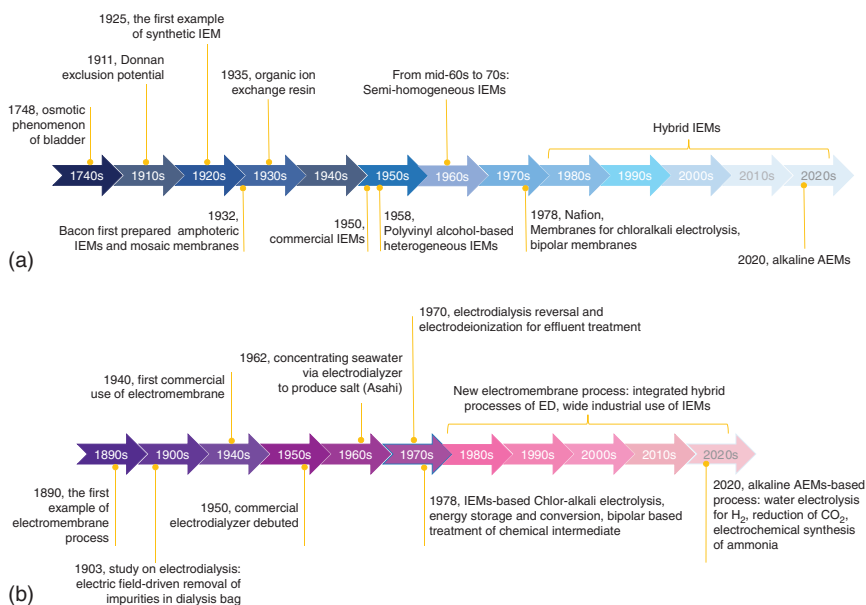 1925, the first example
of synthetic IEM
1911, Donnan
exclusion potential
1935, organic ion
exchange resin
From mid-60s to 70s:
Semi-homogeneous IEMs
1748, osmotic
phenomenon
of bladder
Hybrid IEMs
1740s
1910s
1920s
1930s
1940s
1950s
1960s
1970s
1980s
1990s
2000s
2010s
2020s
1932,
Bacon first prepared amphoteric
IEMs and mosaic membranes
1950,
commercial IEMs
1958,
Polyvinyl alcohol-based
heterogeneous IEMs
1978, Nafion,
Membranes for chloralkali electrolysis,
bipolar membranes
2020, alkaline AEMs
(a)
1970, electrodialysis reversal and
electrodeionization for effluent treatment
1962, concentrating seawater
via electrodialyzer
to produce salt (Asahi)
1940, first commercial
use of electromembrane
New electromembrane process: integrated hybrid
processes of ED, wide industrial use of IEMs
1890s
1900s
1940s
1950s
1960s
1970s
1980s
1990s
2000s
2010s
2020s
1890, the first
example of
electromembrane
process
1903, study on electrodialysis:
electric field-driven removal of
impurities in dialysis bag
1950, commercial
electrodialyzer debuted
1978, IEMs-based Chlor-alkali electrolysis,
energy storage and conversion, bipolar based
treatment of chemical intermediate
2020, alkaline AEMs-based
process: water electrolysis
for H₂, reduction of CO₂,
electrochemical synthesis
of ammonia
(b)